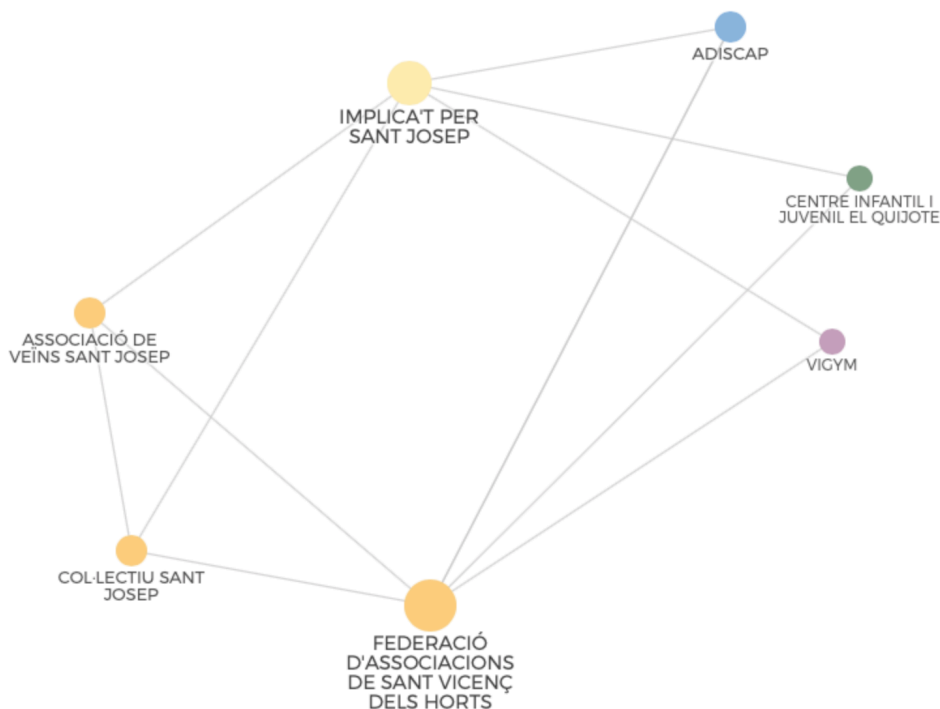 ADISCAP
IMPLICA'T PER
SANT JOSEP
CENTRE INFANTIL I
JUVENIL EL QUIJOTE
ASSOCIACIÓ DE
VEÏNS SANT JOSEP
VIGYM
COL·LECTIU SANT
JOSEP
FEDERACIÓ
D'ASSOCIACIONS
DE SANT VICENÇ
DELS HORTS